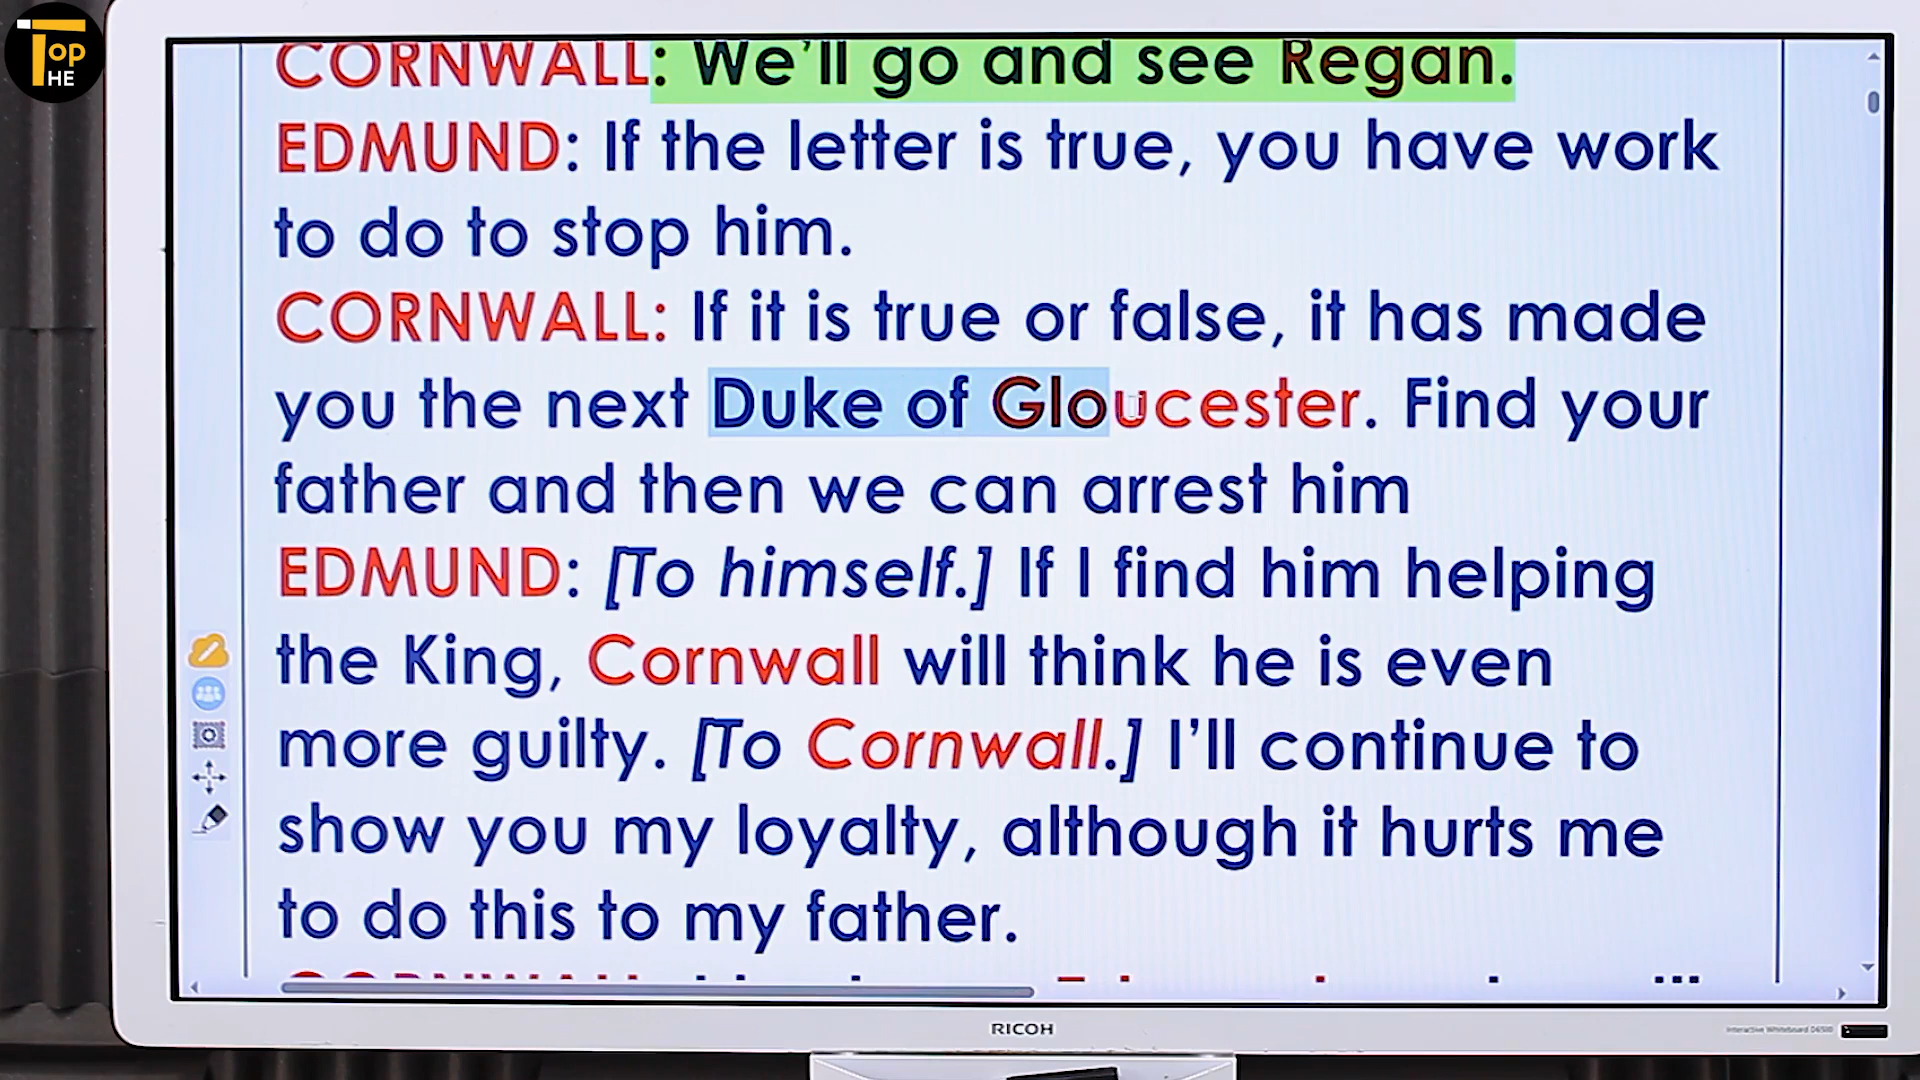 TOP
THE
CORNWALL: We'll go and see Regan.
EDMUND: If the letter is true, you have work
to do to stop him.
CORNWALL: If it is true or false, it has made
you the next Duke of Gloucester. Find your
father and then we can arrest him
EDMUND: [To himself.] If I find him helping
the King, Cornwall will think he is even
more guilty. [To Cornwall.] I'll continue to
show you my loyalty, although it hurts me
to do this to my father.
RICOH
Interactive Whiteboard D6500